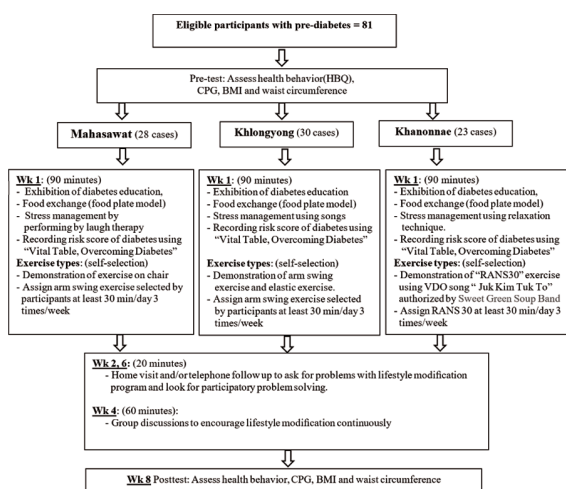 Eligible participants with pre-diabetes = 81
Pre-test: Assess health behavior(HBQ),
CPG, BMI and waist circumference
Mahasawat (28 cases)
Khlongyong (30 cases)
Khanonnae (23 cases)
Wk 1: (90 minutes)
- Exhibition of diabetes education,
- Food exchange (food plate model)
- Stress management by
performing by laugh therapy
- Recording risk score of diabetes using
“Vital Table, Overcoming Diabetes”
Exercise types: (self-selection)
- Demonstration of exercise on chair
- Assign arm swing exercise selected by
participants at least 30 min/day 3
times/week
Wk 1: (90 minutes)
- Exhibition of diabetes education
- Food exchange (food plate model)
- Stress management using songs
- Recording risk score of diabetes using
“Vital Table, Overcoming Diabetes”
Exercise types: (self-selection)
- Demonstration of arm swing
exercise and elastic exercise.
- Assign arm swing exercise selected by
participants at least 30 min/day 3
times/week
Wk 1: (90 minutes)
- Exhibition of diabetes education,
- Food exchange (food plate model)
- Stress management using relaxation
technique.
- Recording risk score of diabetes using
“Vital Table, Overcoming Diabetes”
Exercise types: (self-selection)
- Demonstration of “RANS30” exercise
using VDO song “ Juk Kim Tuk To”
authorized by Sweet Green Soup Band
- Assign RANS 30 at least 30 min/day 3
times/week
Wk 2, 6: (20 minutes)
- Home visit and/or telephone follow up to ask for problems with lifestyle modification
program and look for participatory problem solving.
Wk 4: (60 minutes):
- Group discussions to encourage lifestyle modification continuously
Wk 8 Posttest: Assess health behavior, CPG, BMI and waist circumference